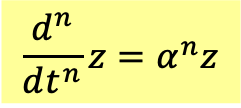 dⁿ/dtⁿ z = αⁿz